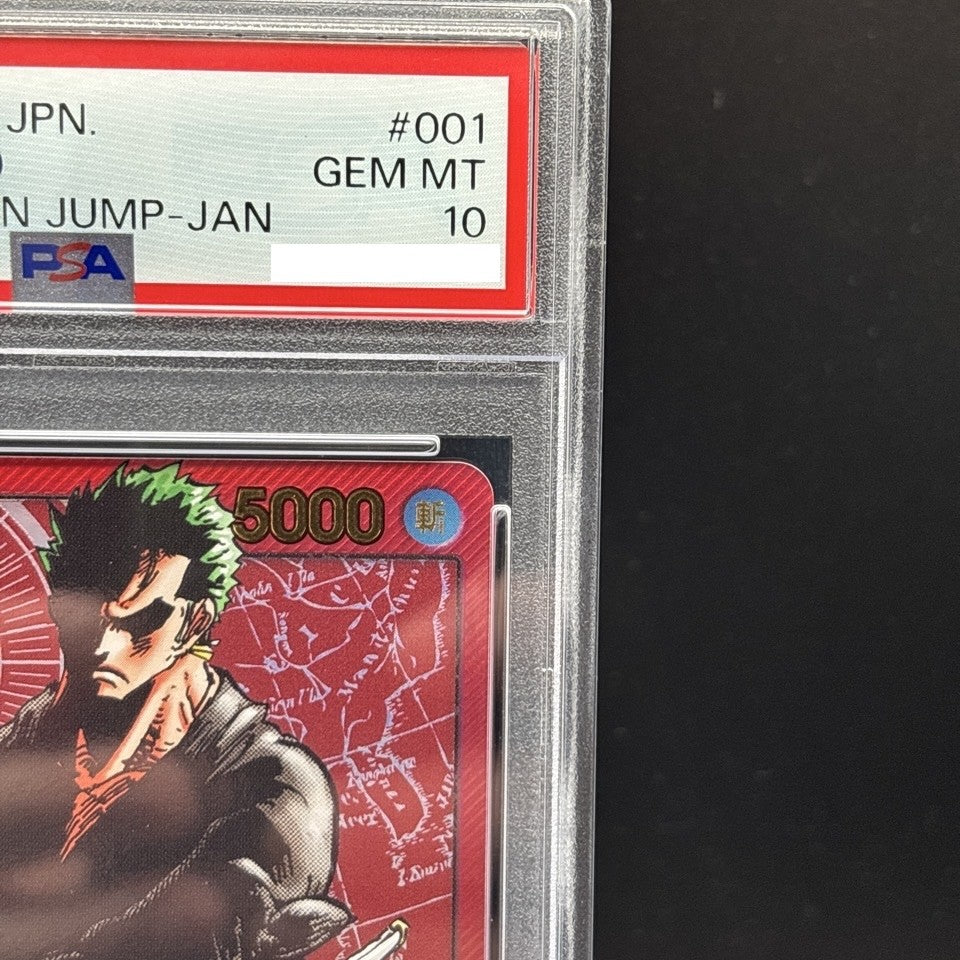 JPN.
#001
GEM MT
N JUMP-JAN
10
PSA
5000
斬